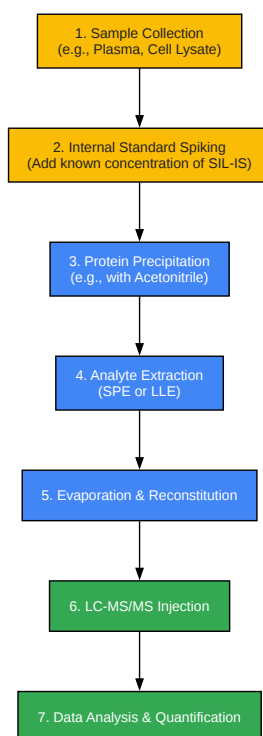 1. Sample Collection
(e.g., Plasma, Cell Lysate)
2. Internal Standard Spiking
(Add known concentration of SIL-IS)
3. Protein Precipitation
(e.g., with Acetonitrile)
4. Analyte Extraction
(SPE or LLE)
5. Evaporation & Reconstitution
6. LC-MS/MS Injection
7. Data Analysis & Quantification